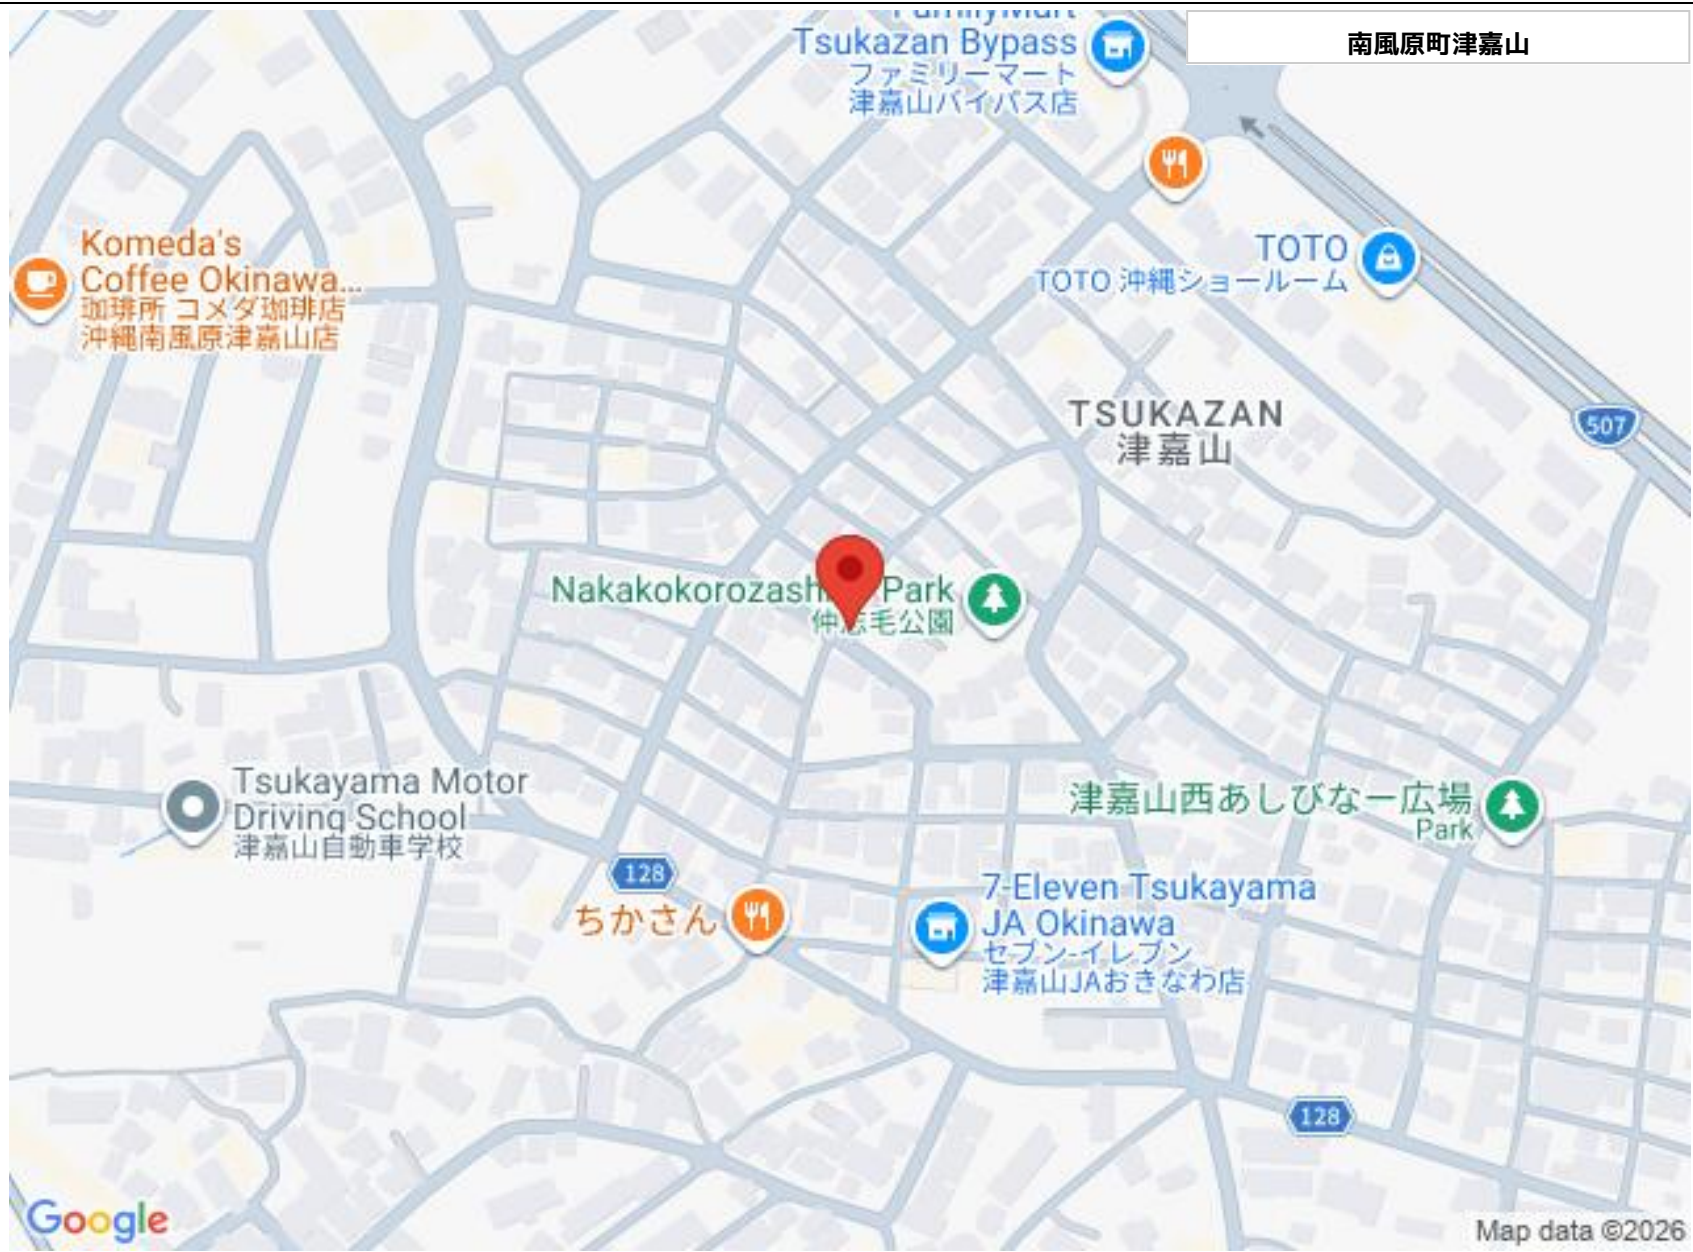 FamilyMart
Tsukazan Bypass
ファミリーマート
津嘉山バイパス店
南風原町津嘉山
Komeda's
Coffee Okinawa...
珈琲所 コメダ珈琲店
沖縄南風原津嘉山店
TOTO
TOTO 沖縄ショールーム
TSUKAZAN
津嘉山
507
Park
仲志毛公園
Tsukayama Motor
Driving School
津嘉山自動車学校
津嘉山西あしびなー広場
Park
128
ちかさん
7-Eleven Tsukayama
JA Okinawa
セブン-イレブン
津嘉山JAおきなわ店
128
Google
Map data ©2026